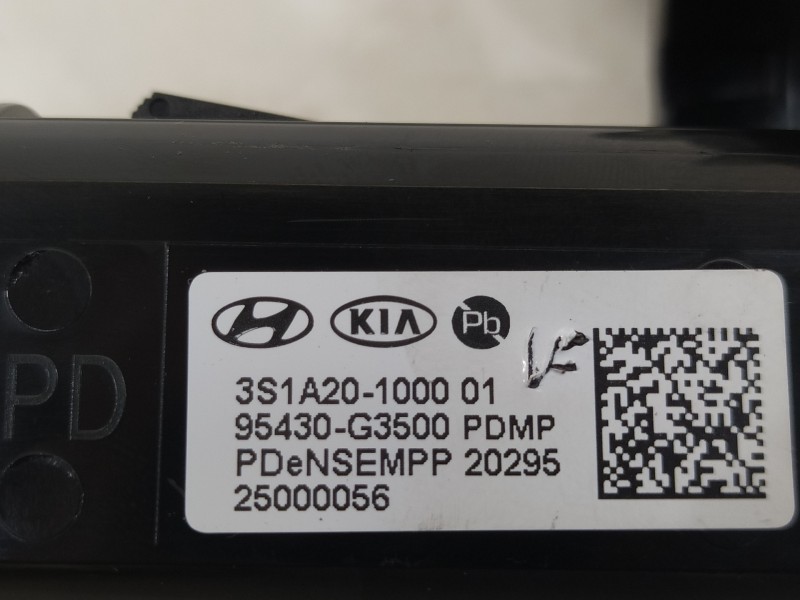 KIA Pb
3S1A20-1000 01
95430-G3500 PDMP
PDeNSEMPP 20295
25000056
PD